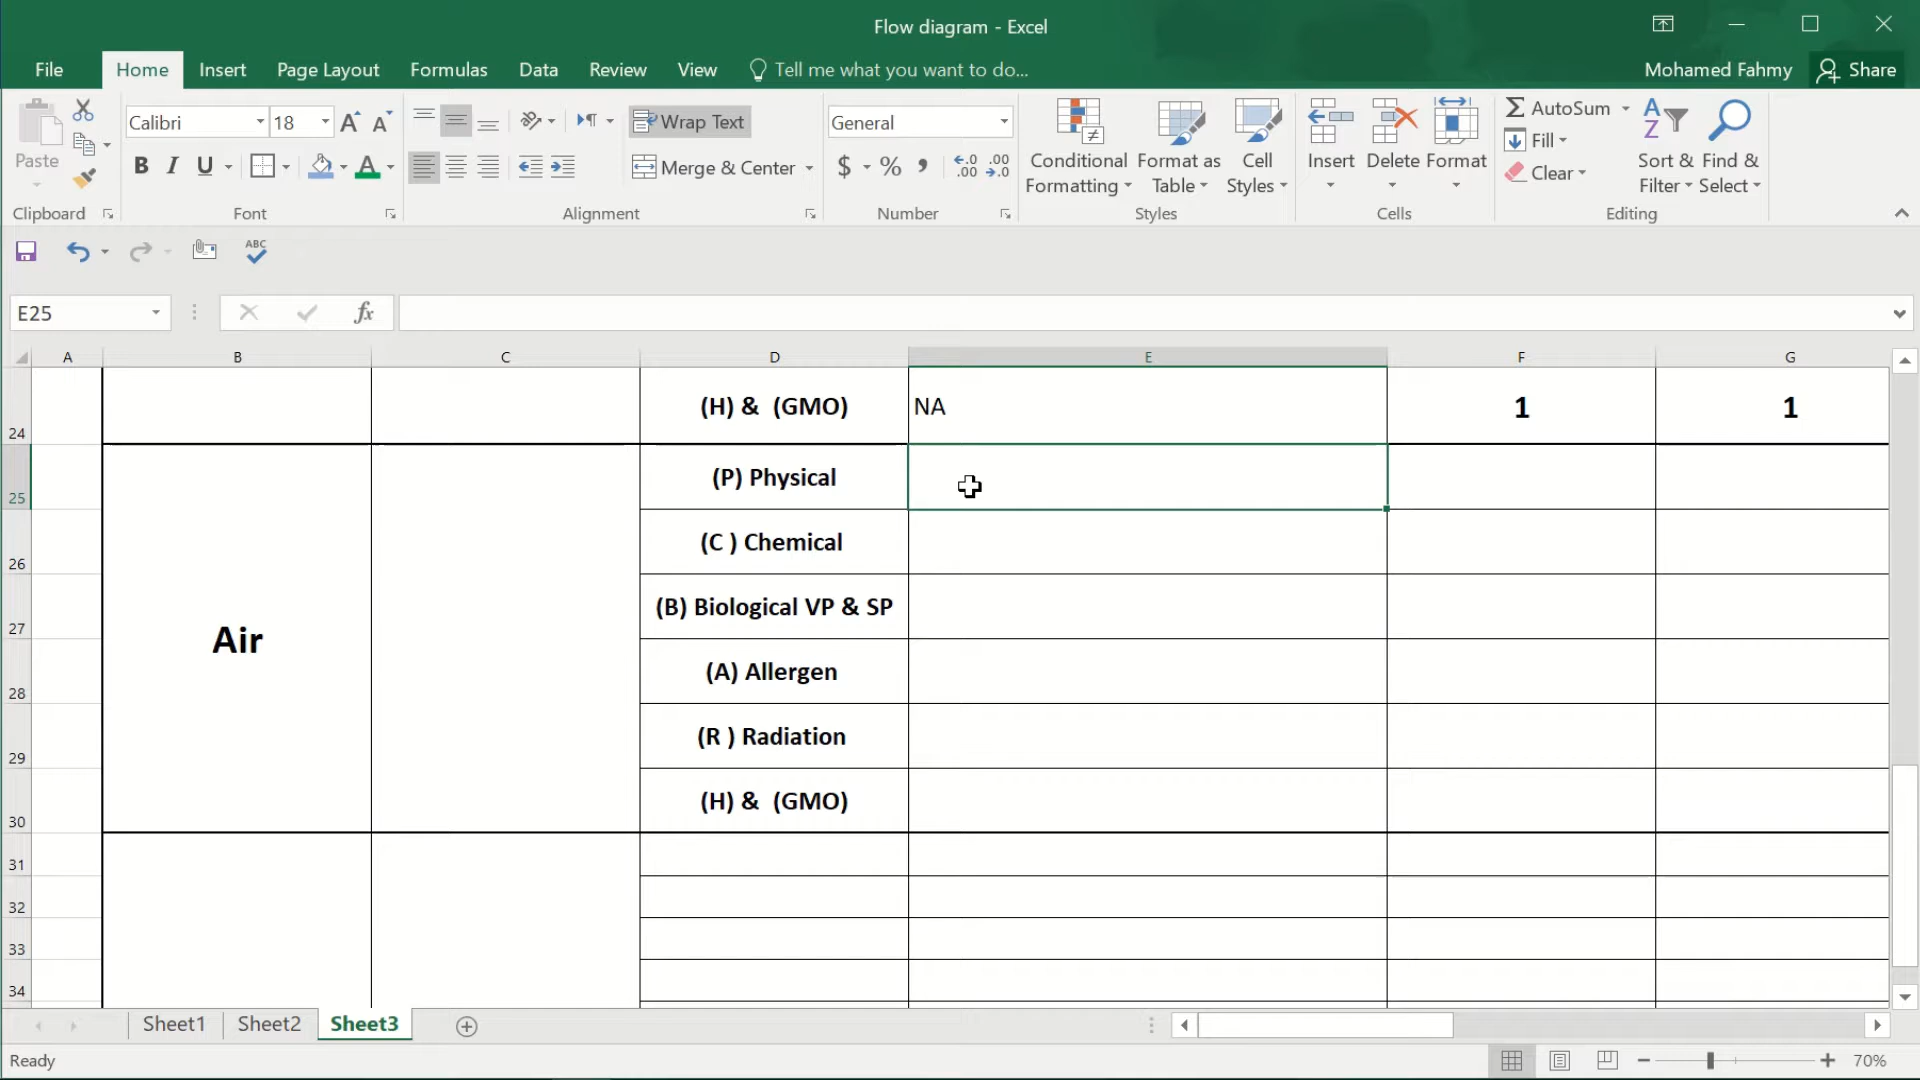 Flow diagram - Excel
File Home Insert Page Layout Formulas Data Review View Tell me what you want to do... Mohamed Fahmy Share
Calibri 18 A A Wrap Text General AutoSum
Paste B I U A Merge & Center $ % , .00 .0 Conditional Formatting Format as Table Cell Styles Insert Delete Format Fill Clear Sort & Filter Find & Select
Clipboard Font Alignment Number Styles Cells Editing
ABC
E25 fx
A B C D E F G
24 (H) & (GMO) NA 1 1
25 (P) Physical
26 (C ) Chemical
27 (B) Biological VP & SP
Air
28 (A) Allergen
29 (R ) Radiation
30 (H) & (GMO)
31
32
33
34
Sheet1 Sheet2 Sheet3
Ready 70%